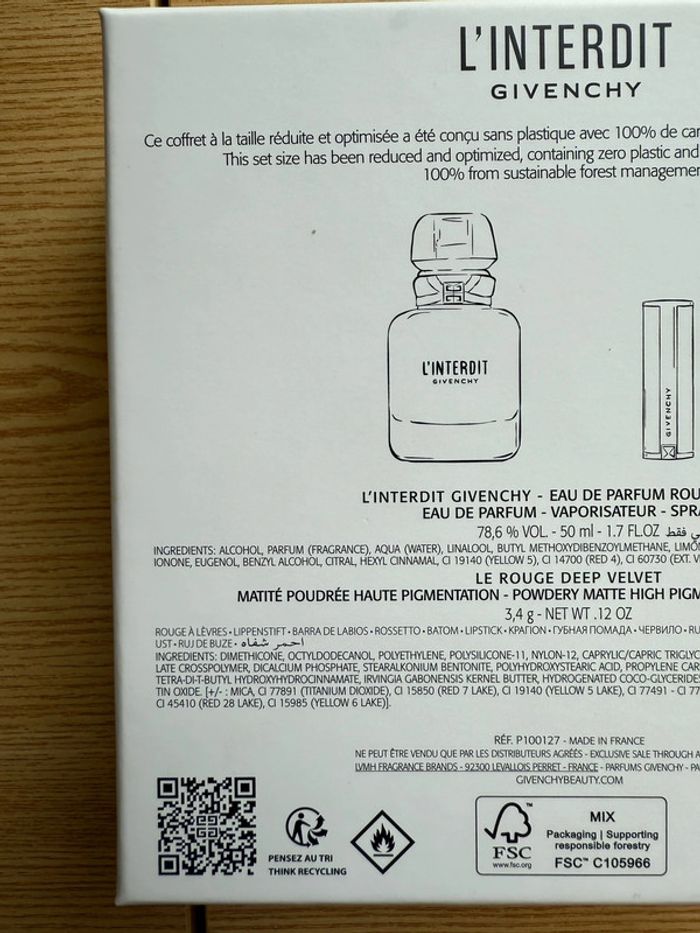 L'INTERDIT
GIVENCHY
Ce coffret à la taille réduite et optimisée a été conçu sans plastique avec 100% de car
This set size has been reduced and optimized, containing zero plastic and
100% from sustainable forest managemen
L'INTERDIT
GIVENCHY
GIVENCHY
L'INTERDIT GIVENCHY - EAU DE PARFUM ROU
EAU DE PARFUM - VAPORISATEUR - SPRA
78,6 % VOL. - 50 ml - 1.7 FL.OZ فقط
INGREDIENTS: ALCOHOL, PARFUM (FRAGRANCE), AQUA (WATER), LINALOOL, BUTYL METHOXYDIBENZOYLMETHANE, LIMO
IONONE, EUGENOL, BENZYL ALCOHOL, CITRAL, HEXYL CINNAMAL, CI 19140 (YELLOW 5), CI 14700 (RED 4), CI 60730 (EXT. V
LE ROUGE DEEP VELVET
MATITÉ POUDRÉE HAUTE PIGMENTATION - POWDERY MATTE HIGH PIGM
3,4 g - NET WT .12 OZ
ROUGE À LÈVRES • LIPPENSTIFT • BARRA DE LABIOS • ROSSETTO • BATOM • LIPSTICK • ΚΡΑΓΙΟΝ • ГУБНАЯ ПОМАДА • ЧЕРВИЛО • RU
UST • RUJ DE BUZE • احمر شفاه
INGREDIENTS: DIMETHICONE, OCTYLDODECANOL, POLYETHYLENE, POLYSILICONE-11, NYLON-12, CAPRYLIC/CAPRIC TRIGLYC
LATE CROSSPOLYMER, DICALCIUM PHOSPHATE, STEARALKONIUM BENTONITE, POLYHYDROXYSTEARIC ACID, PROPYLENE CAR
TETRA-DI-T-BUTYL HYDROXYHYDROCINNAMATE, IRVINGIA GABONENSIS KERNEL BUTTER, HYDROGENATED COCO-GLYCERIDES
TIN OXIDE. [+/- : MICA, CI 77891 (TITANIUM DIOXIDE), CI 15850 (RED 7 LAKE), CI 19140 (YELLOW 5 LAKE), CI 77491 - CI 77
CI 45410 (RED 28 LAKE), CI 15985 (YELLOW 6 LAKE)].
RÉF. P100127 - MADE IN FRANCE
NE PEUT ÊTRE VENDU QUE PAR LES DISTRIBUTEURS AGRÉÉS - EXCLUSIVE SALE THROUGH A
LVMH FRAGRANCE BRANDS - 92300 LEVALLOIS PERRET - FRANCE - PARFUMS GIVENCHY - PA
GIVENCHYBEAUTY.COM
PENSEZ AU TRI
THINK RECYCLING
FSC
www.fsc.org
MIX
Packaging | Supporting
responsible forestry
FSC™ C105966